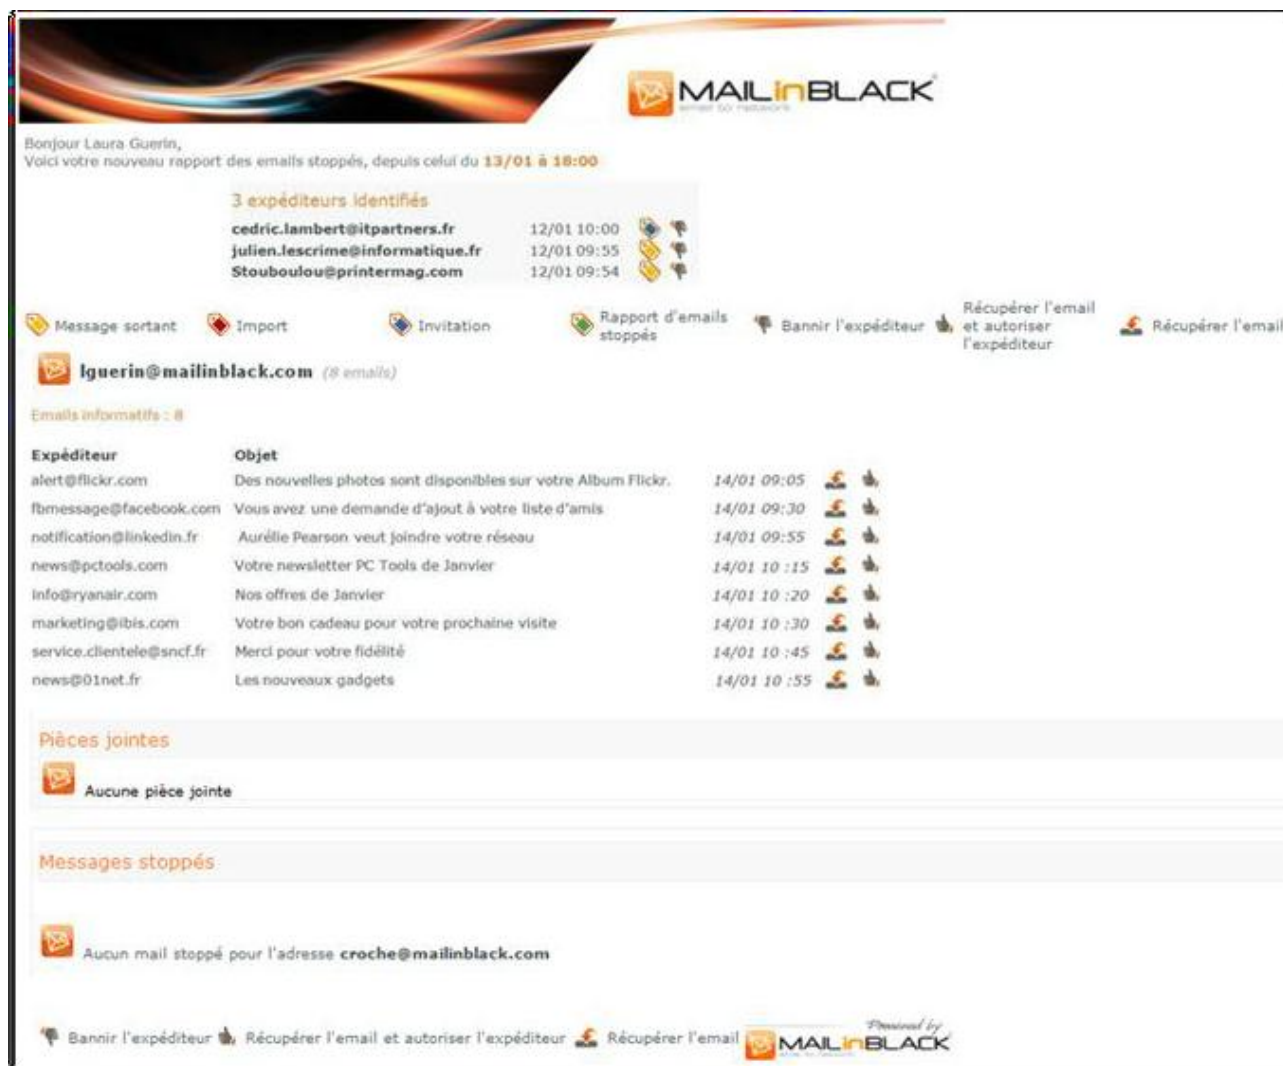 MAILinBLACK
email to network
Bonjour Laura Guerin,
Voici votre nouveau rapport des emails stoppés, depuis celui du 13/01 à 18:00
3 expéditeurs identifiés
cedric.lambert@itpartners.fr 12/01 10:00
julien.lescrime@informatique.fr 12/01 09:55
Stouboulou@printermag.com 12/01 09:54
Message sortant Import Invitation Rapport d'emails stoppés Bannir l'expéditeur Récupérer l'email et autoriser l'expéditeur Récupérer l'email
lguerin@mailinblack.com (8 emails)
Emails informatifs : 8
Expéditeur Objet
alert@flickr.com Des nouvelles photos sont disponibles sur votre Album Flickr. 14/01 09:05
fbmessage@facebook.com Vous avez une demande d'ajout à votre liste d'amis 14/01 09:30
notification@linkedin.fr Aurélie Pearson veut joindre votre réseau 14/01 09:55
news@pctools.com Votre newsletter PC Tools de Janvier 14/01 10 :15
info@ryanair.com Nos offres de Janvier 14/01 10 :20
marketing@ibis.com Votre bon cadeau pour votre prochaine visite 14/01 10 :30
service.clientele@sncf.fr Merci pour votre fidélité 14/01 10 :45
news@01net.fr Les nouveaux gadgets 14/01 10 :55
Pièces jointes
Aucune pièce jointe
Messages stoppés
Aucun mail stoppé pour l'adresse croche@mailinblack.com
Bannir l'expéditeur Récupérer l'email et autoriser l'expéditeur Récupérer l'email
Powered by
MAILinBLACK